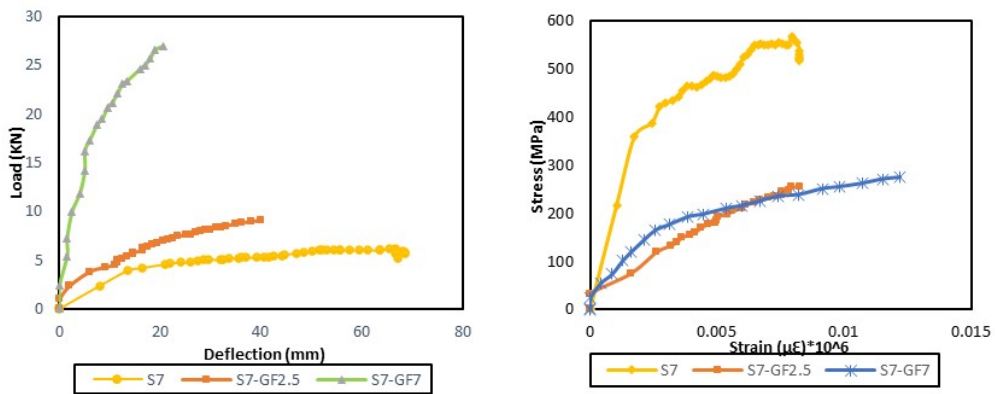 30
25
20
15
10
5
0
Load (KN)
0 20 40 60 80
Deflection (mm)
S7 S7-GF2.5 S7-GF7
600
500
400
300
200
100
0
Stress (MPa)
0 0.005 0.01 0.015
Strain (µƐ)*10^6
S7 S7-GF2.5 S7-GF7